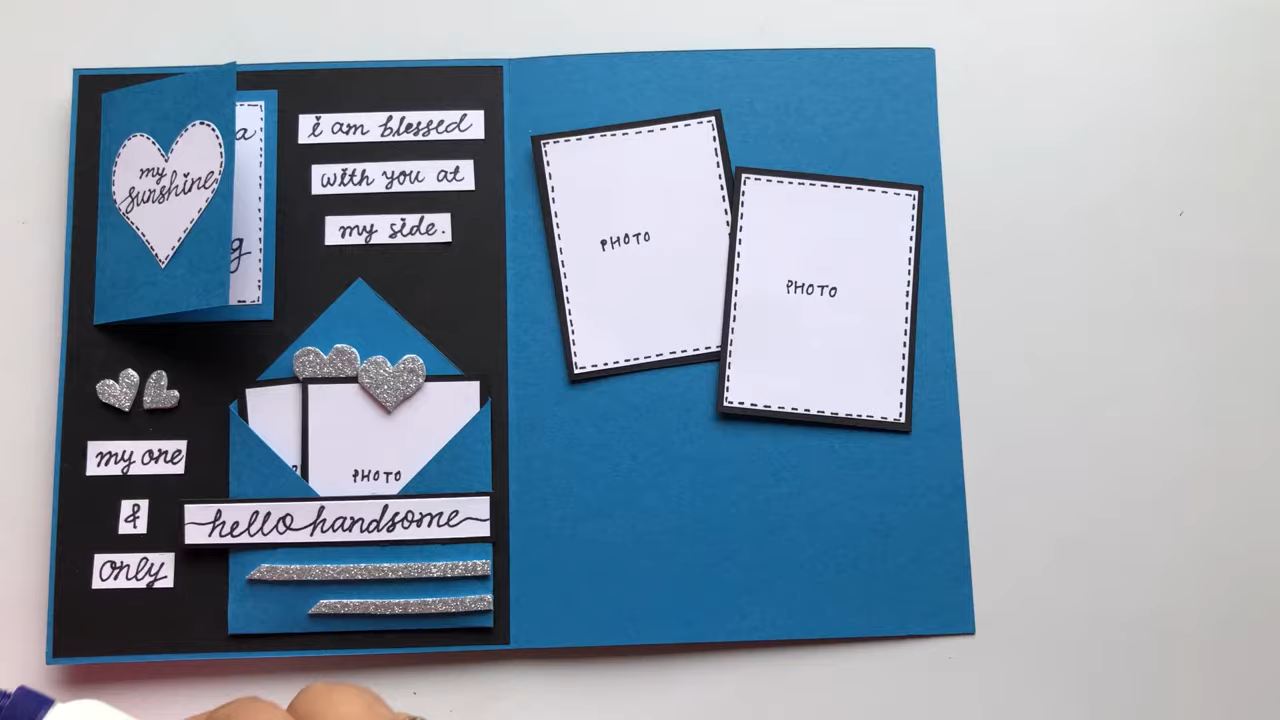 my
sunshine
a
g
i am blessed
with you at
my side.
PHOTO
PHOTO
PHOTO
my one
&
only
hello handsome